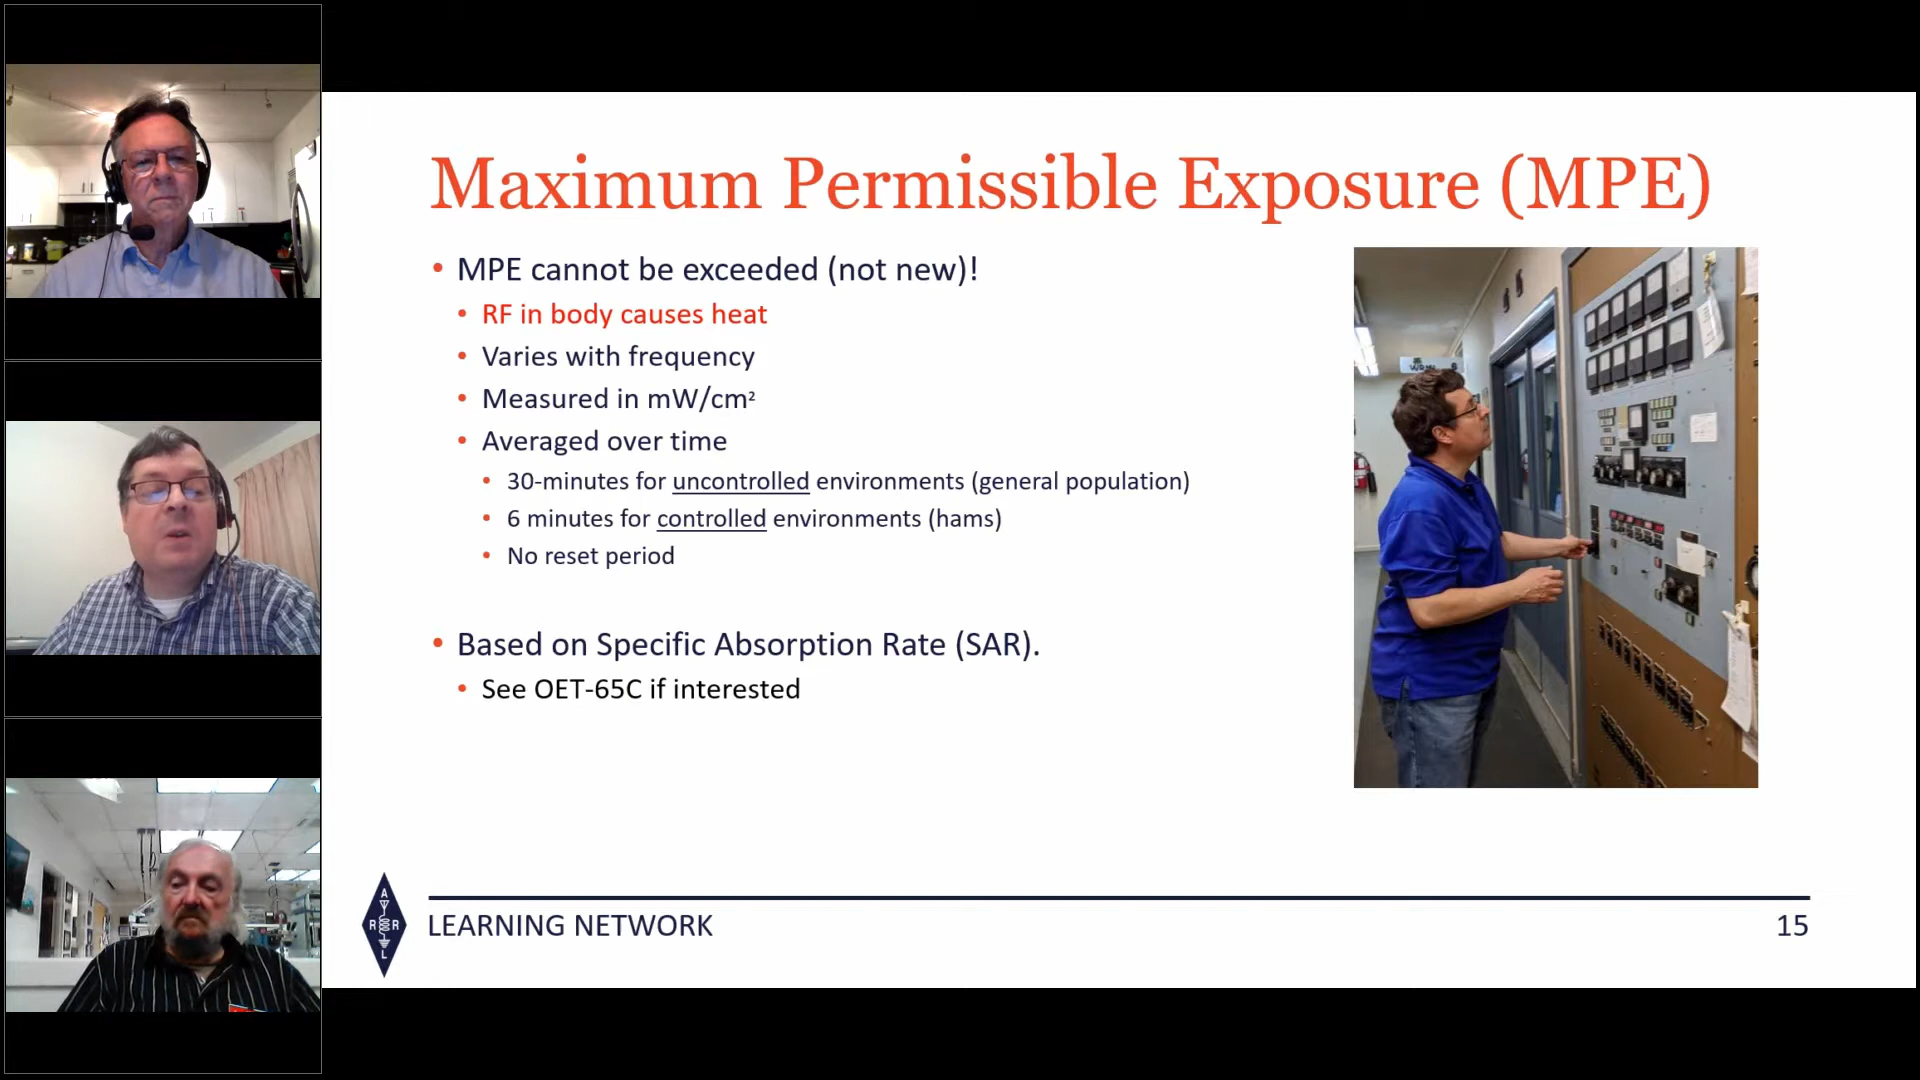 Maximum Permissible Exposure (MPE)
• MPE cannot be exceeded (not new)!
• RF in body causes heat
• Varies with frequency
• Measured in mW/cm²
• Averaged over time
• 30-minutes for uncontrolled environments (general population)
• 6 minutes for controlled environments (hams)
• No reset period
• Based on Specific Absorption Rate (SAR).
• See OET-65C if interested
A
R R
L
LEARNING NETWORK
15